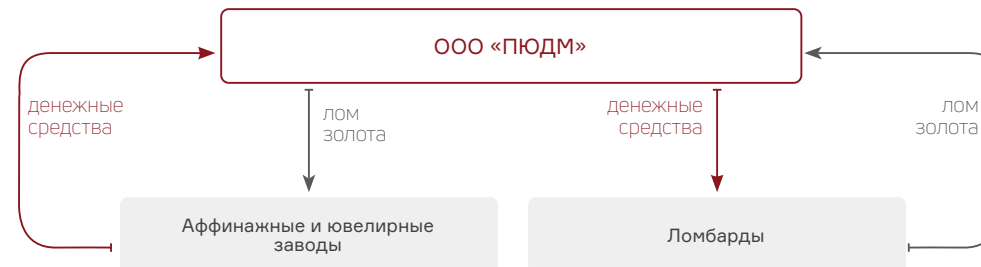 ООО «ПЮДМ»
денежные
средства
лом
золота
денежные
средства
лом
золота
Аффинажные и ювелирные
заводы
Ломбарды